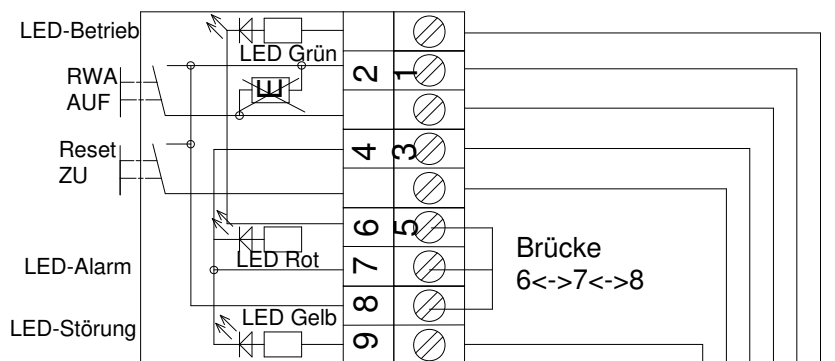 LED-Betrieb
LED Grün
RWA
AUF
E
2
1
Reset
ZU
4
3
6
5
LED Rot
LED-Alarm
7
Brücke
6<->7<->8
8
LED Gelb
LED-Störung
9